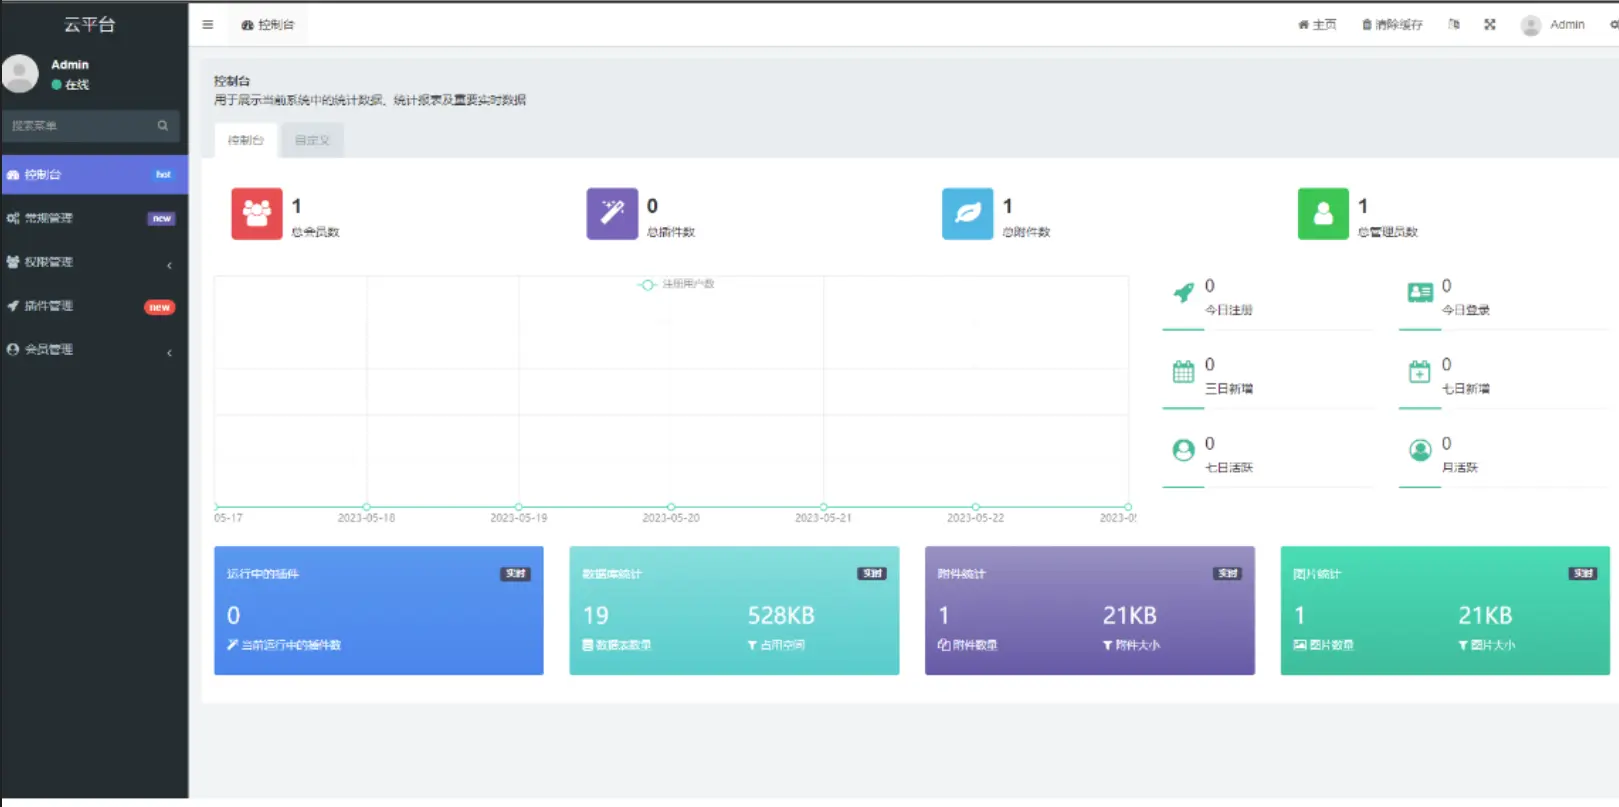 云平台
控制台
主页
清除缓存
Admin
Admin
在线
搜索菜单
控制台 hot
常规管理 new
权限管理
插件管理 new
会员管理
控制台
用于展示当前系统中的统计数据、统计报表及重要实时数据
控制台 自定义
1
总会员数
0
总插件数
1
总附件数
1
总管理员数
注册用户数
05-17 2023-05-18 2023-05-19 2023-05-20 2023-05-21 2023-05-22 2023-0
0
今日注册
0
今日登录
0
三日新增
0
七日新增
0
七日活跃
0
月活跃
运行中的插件 实时
0
当前运行中的插件数
数据库统计 实时
19 528KB
数据表数量 占用空间
附件统计 实时
1 21KB
附件数量 附件大小
图片统计 实时
1 21KB
图片数量 图片大小